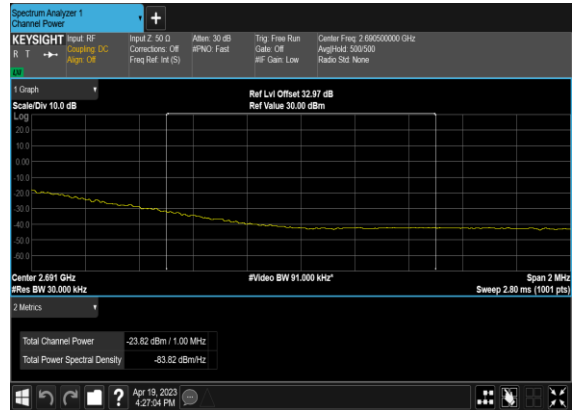 Spectrum Analyzer 1
Channel Power
+
KEYSIGHT
R T
LW
Input: RF
Coupling: DC
Align: Off
Input Z: 50 Ω
Corrections: Off
Freq Ref: Int (S)
Atten: 30 dB
#PNO: Fast
Trig: Free Run
Gate: Off
#IF Gain: Low
Center Freq: 2.690500000 GHz
Avg|Hold: 500/500
Radio Std: None
1 Graph
Scale/Div 10.0 dB
Ref Lvl Offset 32.97 dB
Ref Value 30.00 dBm
Log
20.0
10.0
0.00
-10.0
-20.0
-30.0
-40.0
-50.0
-60.0
Center 2.691 GHz
#Video BW 91.000 kHz*
Span 2 MHz
#Res BW 30.000 kHz
Sweep 2.80 ms (1001 pts)
2 Metrics
Total Channel Power -23.82 dBm / 1.00 MHz
Total Power Spectral Density -83.82 dBm/Hz
?
Apr 19, 2023
4:27:04 PM